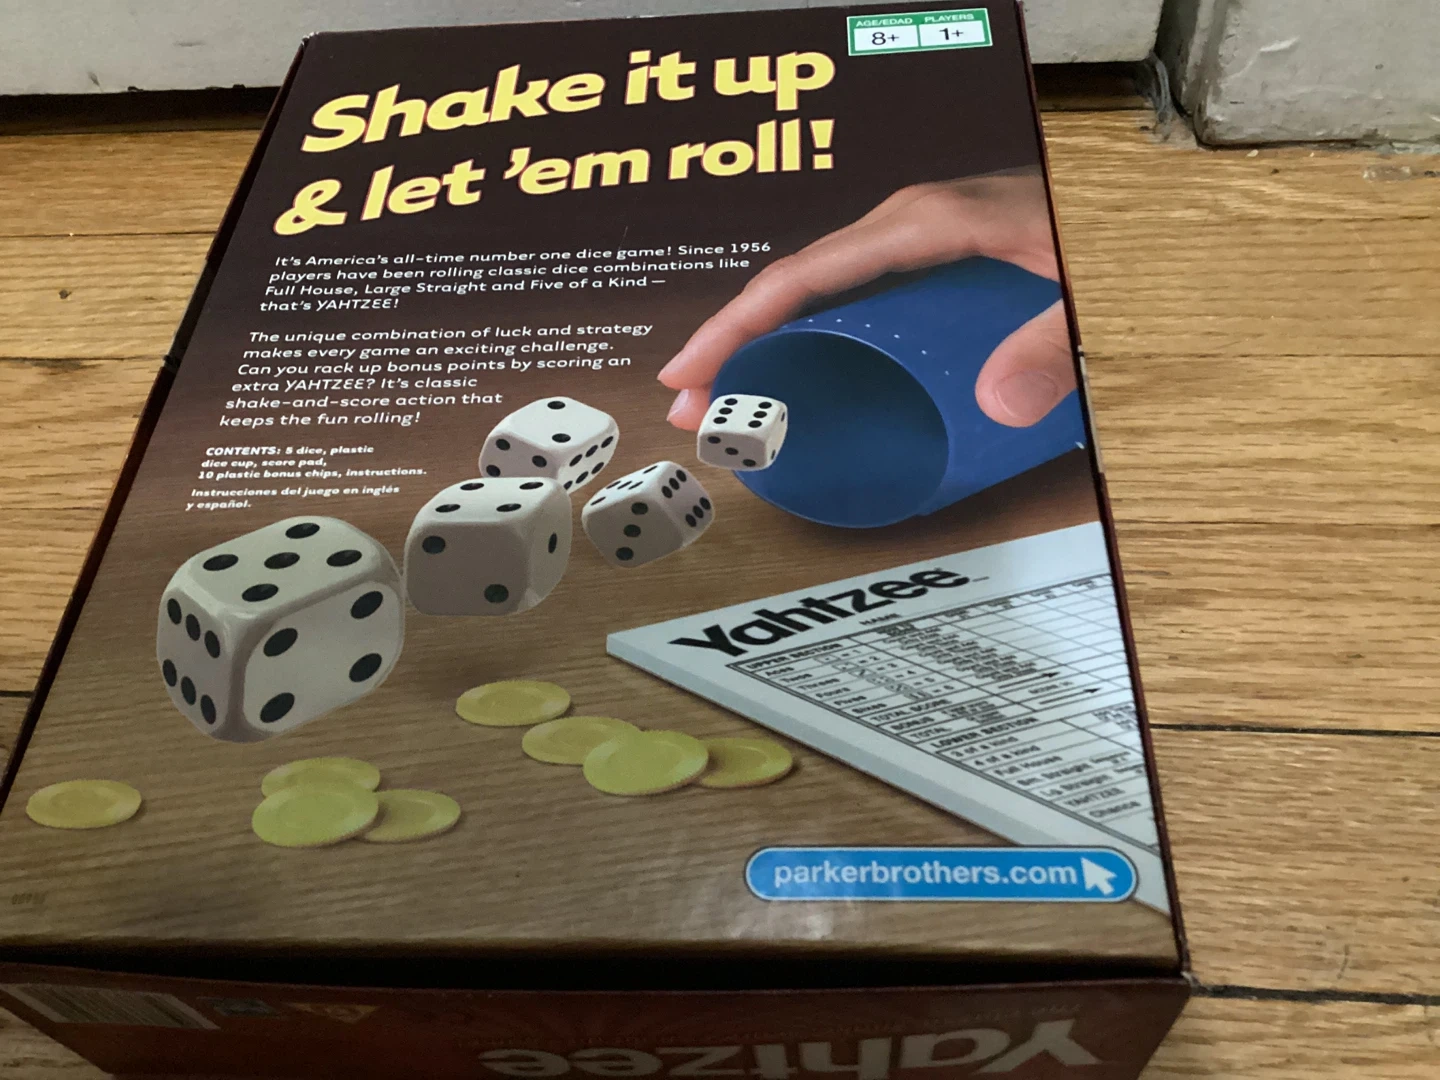 AGE/EDAD PLAYERS
8+ 1+
Shake it up
& let 'em roll!
It's America's all-time number one dice game! Since 1956
players have been rolling classic dice combinations like
Full House, Large Straight and Five of a Kind —
that's YAHTZEE!
The unique combination of luck and strategy
makes every game an exciting challenge.
Can you rack up bonus points by scoring an
extra YAHTZEE? It's classic
shake-and-score action that
keeps the fun rolling!
CONTENTS: 5 dice, plastic
dice cup, score pad,
10 plastic bonus chips, instructions.
Instrucciones del juego en inglés
y español.
Yahtzee
NAME
UPPER SECTION
Aces
Twos
Threes
Fours
Fives
Sixes
TOTAL SCORE
BONUS
TOTAL
LOWER SECTION
3 of a kind
4 of a kind
Full House
Sm. Straight
Lg. Straight
YAHTZEE
Chance
parkerbrothers.com
Yahtzee